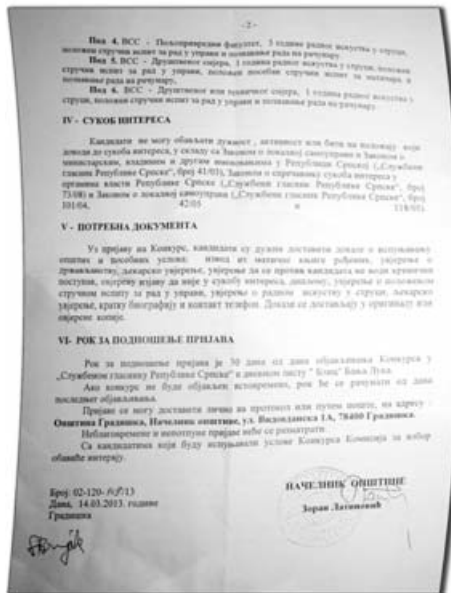 - 2 -
Под 4. ВСС - Пољопривредни факултет, 3 године радног искуства у струци,
положен стручни испит за рад у управи и познавање рада на рачунару,
Под 5. ВСС - Друштвеног смјера, 1 година радног искуства у струци, положен
стручни испит за рад у управи, положен посебан стручни испит за матичара и
познавање рада на рачунару,
Под 6. ВСС - Друштвеног или техничког смјера, 1 година радног искуства у
струци, положен стручни испит за рад у управи и познавање рада на рачунару.
IV - СУКОБ ИНТЕРЕСА
Кандидати не могу обављати дужност, активност или бити на положају који
доводи до сукоба интереса, у складу са Законом о локалној самоуправи и Законом о
министарским, владиним и другим именовањима у Републици Српској („Службени
гласник Републике Српске“, број 41/03), Законом о спречавању сукоба интереса у
органима власти Републике Српске („Службени гласник Републике Српске“, број
73/08) и Законом о локалној самоуправи („Службени гласник Републике Српске“, број
101/04, 42/05 и 118/05).
V - ПОТРЕБНА ДОКУМЕНТА
Уз пријаву на Конкурс, кандидати су дужни доставити доказе о испуњавању
општих и посебних услова: извод из матичне књиге рођених, увјерење о
држављанству, љекарско увјерење, увјерење да се против кандидата не води кривични
поступак, овјерену изјаву да није у сукобу интереса, диплому, увјерење о положеном
стручном испиту за рад у управи, увјерење о радном искуству у струци, љекарско
увјерење, кратку биографију и контакт телефон. Докази се достављају у оригиналу или
овјерене копије.
VI- РОК ЗА ПОДНОШЕЊЕ ПРИЈАВА
Рок за подношење пријава је 30 дана од дана објављивања Конкурса у
„Службеном гласнику Републике Српске“ и дневном листу " Блиц" Бања Лука.
Ако конкурс не буде објављен истовремено, рок ће се рачунати од дана
последњег објављивања.
Пријаве се могу доставити лично на протокол или путем поште, на адресу -
Општина Градишка, Начелник општине, ул. Видовданска 1А, 78400 Градишка.
Неблаговремене и непотпуне пријаве неће се разматрати.
Са кандидатима који буду испуњавали услове Конкурса Комисија за избор
обавиће интервју.
Број: 02-120- /13
Дана, 14.03.2013. године
Градишка
НАЧЕЛНИК ОПШТИНЕ
Зоран Латиновић